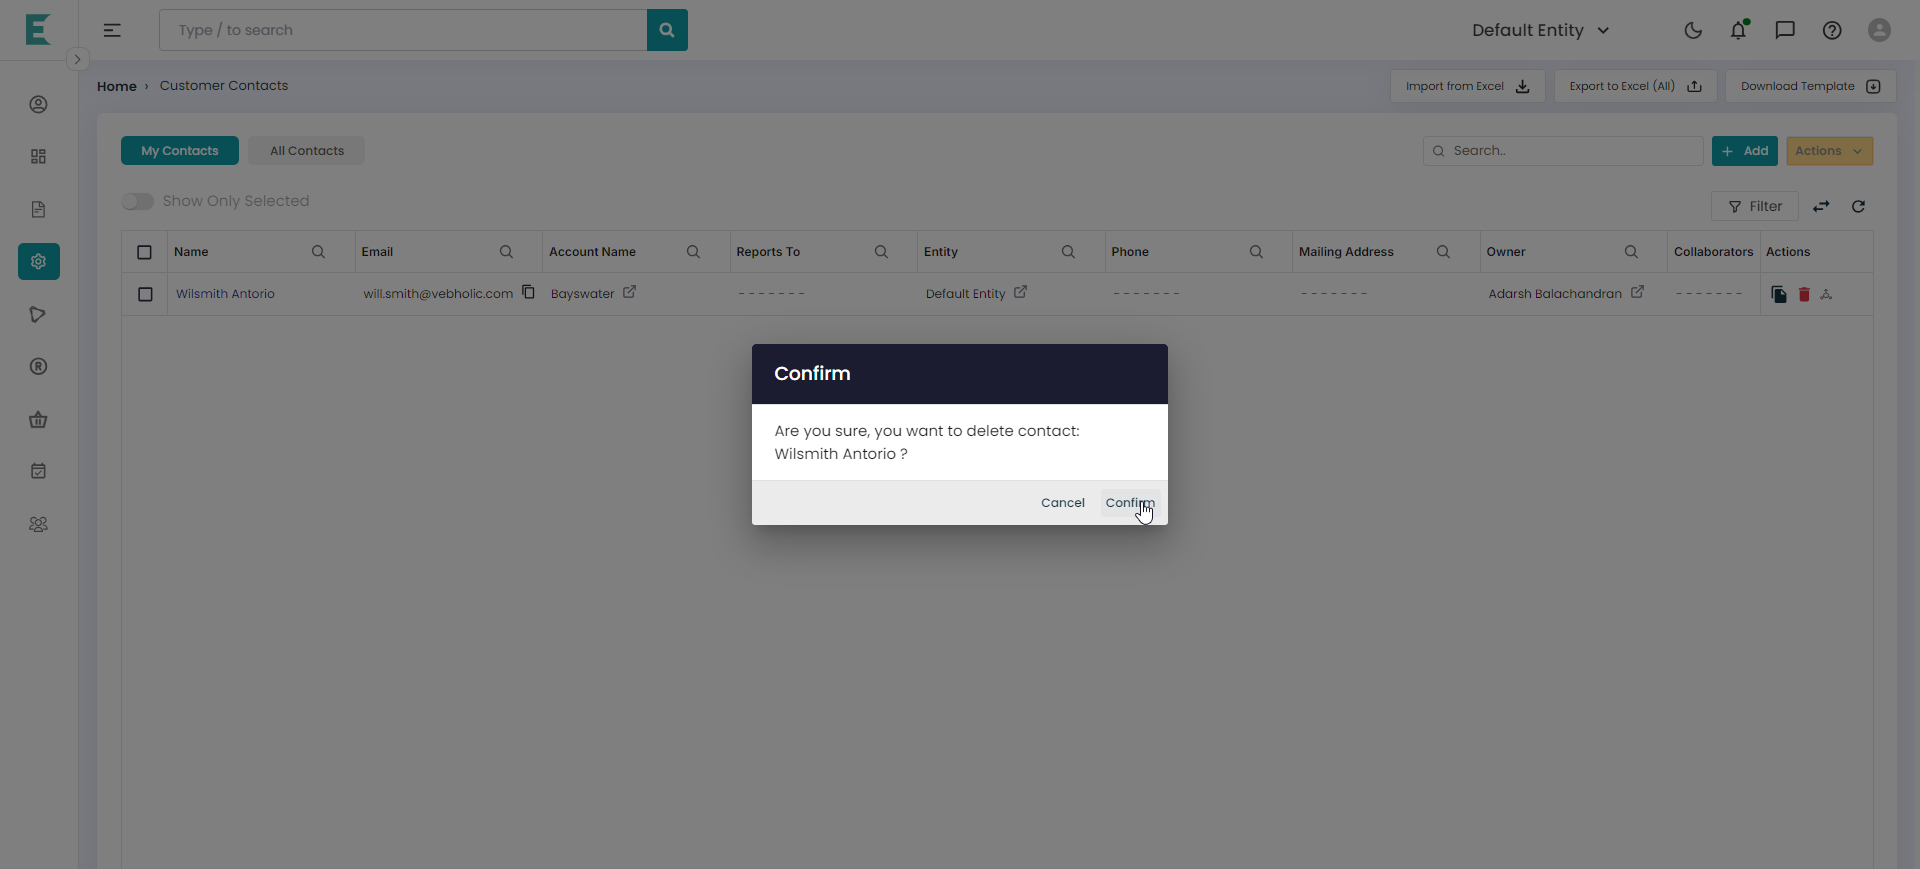 Type / to search
Default Entity
Home › Customer Contacts
Import from Excel
Export to Excel (All)
Download Template
My Contacts
All Contacts
Search..
+ Add
Actions
Show Only Selected
Filter
Name Email Account Name Reports To Entity Phone Mailing Address Owner Collaborators Actions
Wilsmith Antorio will.smith@vebholic.com Bayswater - - - - - - - Default Entity - - - - - - - - - - - - - - Adarsh Balachandran - - - - - - -
Confirm
Are you sure, you want to delete contact:
Wilsmith Antorio ?
Cancel Confirm